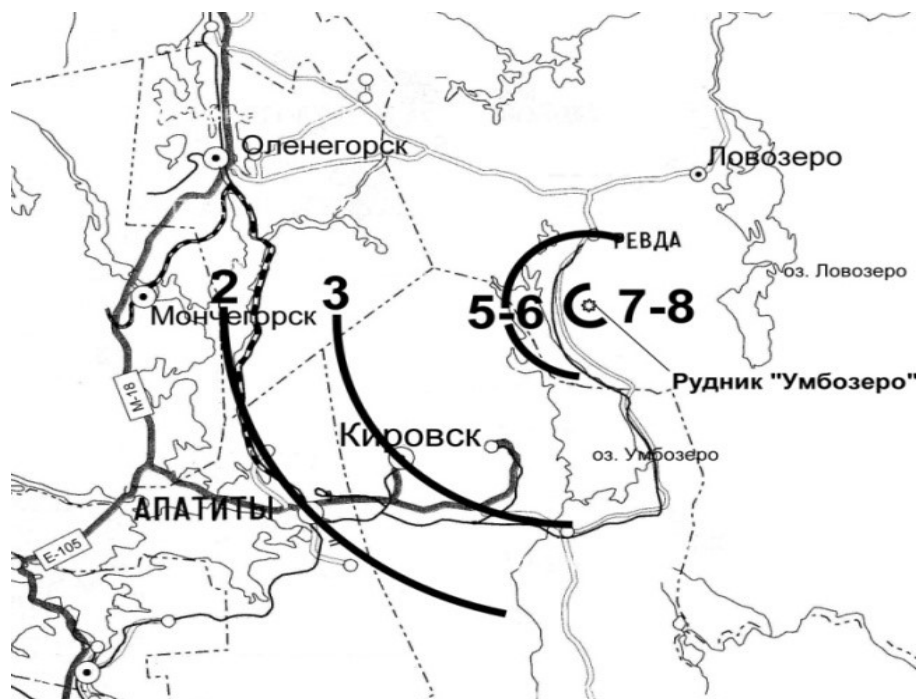 Оленегорск
Ловозеро
РЕВДА
оз. Ловозеро
2
3
5-6
7-8
Мончегорск
Рудник "Умбозеро"
М-18
Кировск
оз. Умбозеро
АПАТИТЫ
Е-105